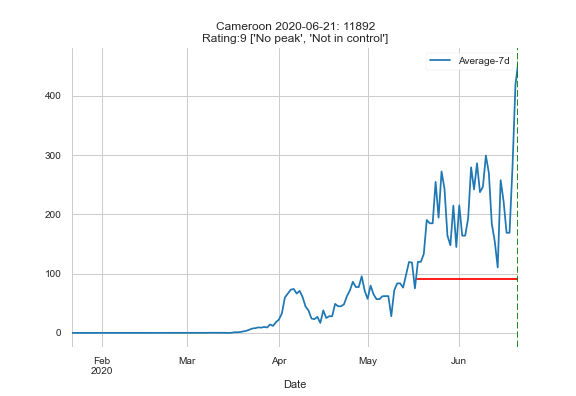 Cameroon 2020-06-21: 11892
Rating:9 ['No peak', 'Not in control']
Average-7d
400
300
200
100
0
Feb
2020
Mar
Apr
May
Jun
Date